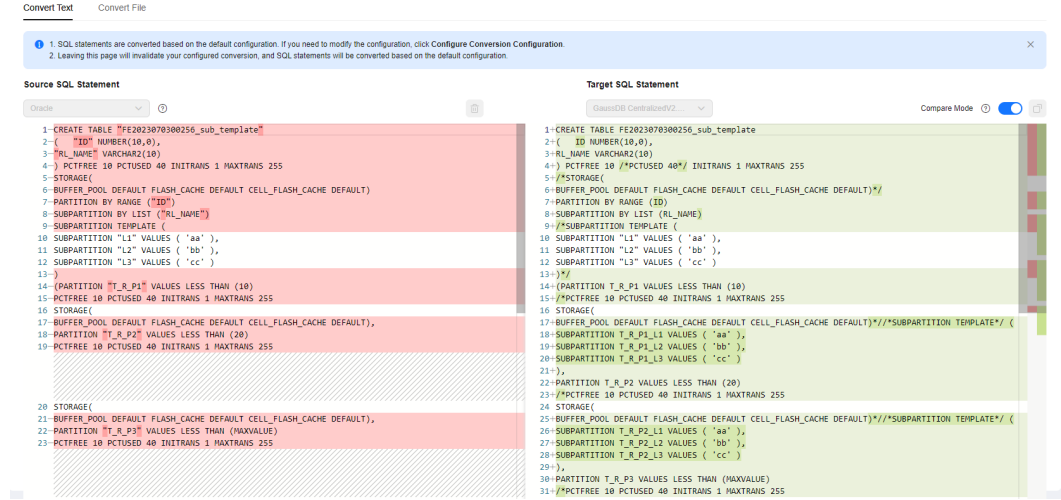 Convert Text
Convert File
1. SQL statements are converted based on the default configuration. If you need to modify the configuration, click Configure Conversion Configuration.
2. Leaving this page will invalidate your configured conversion, and SQL statements will be converted based on the default configuration.
Source SQL Statement
Target SQL Statement
Oracle
GaussDB CentralizedV2...
Compare Mode
1-CREATE TABLE "FE2023070300256_sub_template"
2-( "ID" NUMBER(10,0),
3-"RL_NAME" VARCHAR2(10)
4-) PCTFREE 10 PCTUSED 40 INITRANS 1 MAXTRANS 255
5-STORAGE(
6-BUFFER_POOL DEFAULT FLASH_CACHE DEFAULT CELL_FLASH_CACHE DEFAULT)
7-PARTITION BY RANGE ("ID")
8-SUBPARTITION BY LIST ("RL_NAME")
9-SUBPARTITION TEMPLATE (
10 SUBPARTITION "L1" VALUES ( 'aa' ),
11 SUBPARTITION "L2" VALUES ( 'bb' ),
12 SUBPARTITION "L3" VALUES ( 'cc' )
13-)
14-(PARTITION "T_R_P1" VALUES LESS THAN (10)
15-PCTFREE 10 PCTUSED 40 INITRANS 1 MAXTRANS 255
16 STORAGE(
17-BUFFER_POOL DEFAULT FLASH_CACHE DEFAULT CELL_FLASH_CACHE DEFAULT),
18-PARTITION "T_R_P2" VALUES LESS THAN (20)
19-PCTFREE 10 PCTUSED 40 INITRANS 1 MAXTRANS 255
20 STORAGE(
21-BUFFER_POOL DEFAULT FLASH_CACHE DEFAULT CELL_FLASH_CACHE DEFAULT),
22-PARTITION "T_R_P3" VALUES LESS THAN (MAXVALUE)
23-PCTFREE 10 PCTUSED 40 INITRANS 1 MAXTRANS 255
1+CREATE TABLE FE2023070300256_sub_template
2+( ID NUMBER(10,0),
3+RL_NAME VARCHAR2(10)
4+) PCTFREE 10 /*PCTUSED 40*/ INITRANS 1 MAXTRANS 255
5+/*STORAGE(
6+BUFFER_POOL DEFAULT FLASH_CACHE DEFAULT CELL_FLASH_CACHE DEFAULT)*/
7+PARTITION BY RANGE (ID)
8+SUBPARTITION BY LIST (RL_NAME)
9+/*SUBPARTITION TEMPLATE (
10 SUBPARTITION "L1" VALUES ( 'aa' ),
11 SUBPARTITION "L2" VALUES ( 'bb' ),
12 SUBPARTITION "L3" VALUES ( 'cc' )
13+)*/
14+(PARTITION T_R_P1 VALUES LESS THAN (10)
15+/*PCTFREE 10 PCTUSED 40 INITRANS 1 MAXTRANS 255
16 STORAGE(
17+BUFFER_POOL DEFAULT FLASH_CACHE DEFAULT CELL_FLASH_CACHE DEFAULT)*//*SUBPARTITION TEMPLATE*/ (
18+SUBPARTITION T_R_P1_L1 VALUES ( 'aa' ),
19+SUBPARTITION T_R_P1_L2 VALUES ( 'bb' ),
20+SUBPARTITION T_R_P1_L3 VALUES ( 'cc' )
21+),
22+PARTITION T_R_P2 VALUES LESS THAN (20)
23+/*PCTFREE 10 PCTUSED 40 INITRANS 1 MAXTRANS 255
24 STORAGE(
25+BUFFER_POOL DEFAULT FLASH_CACHE DEFAULT CELL_FLASH_CACHE DEFAULT)*//*SUBPARTITION TEMPLATE*/ (
26+SUBPARTITION T_R_P2_L1 VALUES ( 'aa' ),
27+SUBPARTITION T_R_P2_L2 VALUES ( 'bb' ),
28+SUBPARTITION T_R_P2_L3 VALUES ( 'cc' )
29+),
30+PARTITION T_R_P3 VALUES LESS THAN (MAXVALUE)
31+/*PCTFREE 10 PCTUSED 40 INITRANS 1 MAXTRANS 255